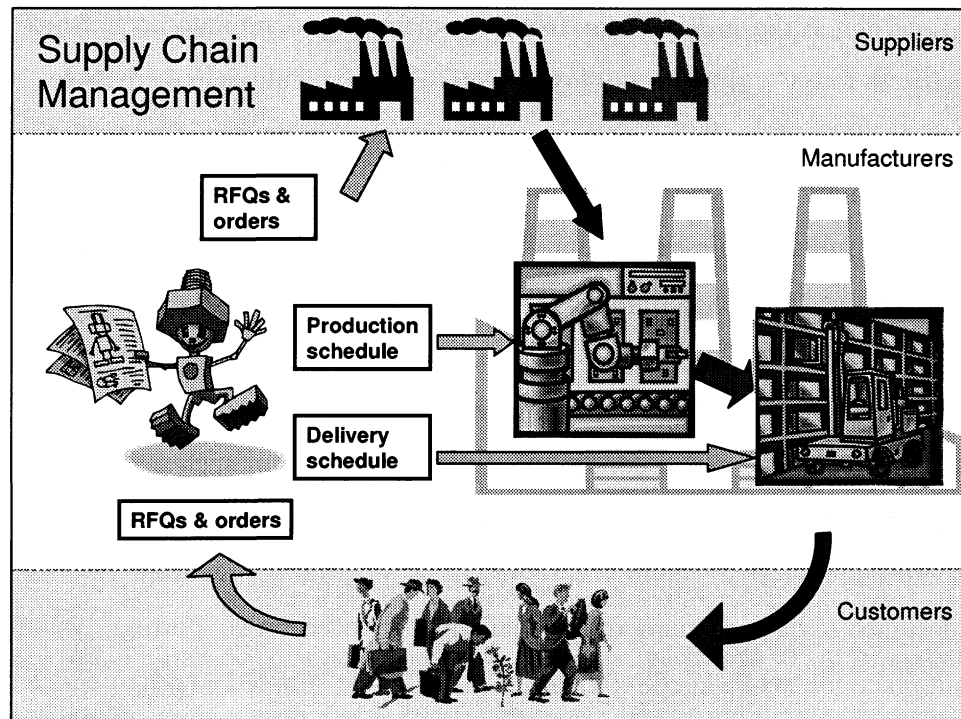 Supply Chain
Management
Suppliers
Manufacturers
RFQs &
orders
Production
schedule
Delivery
schedule
RFQs & orders
Customers